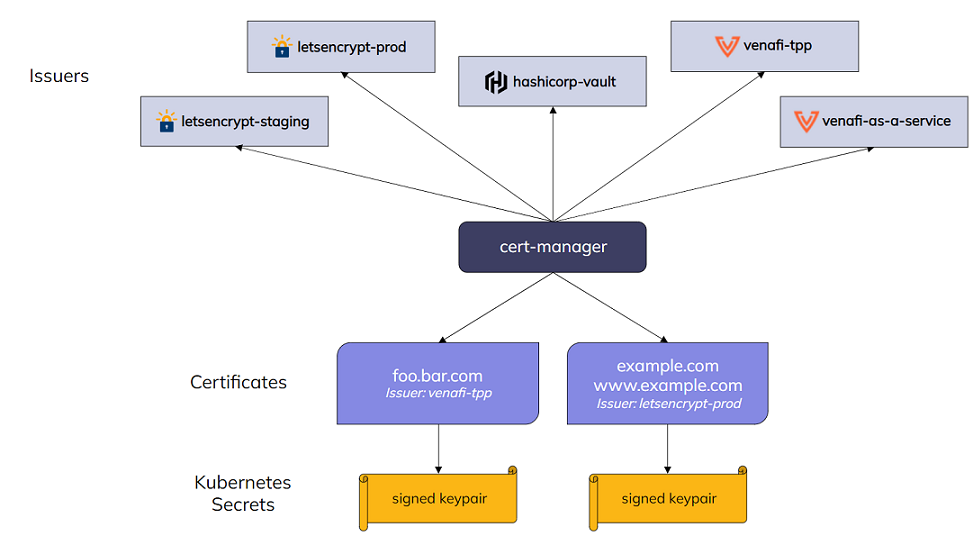 Issuers
letsencrypt-prod
venafi-tpp
hashicorp-vault
letsencrypt-staging
venafi-as-a-service
cert-manager
Certificates
foo.bar.com
Issuer: venafi-tpp
example.com
www.example.com
Issuer: letsencrypt-prod
Kubernetes
Secrets
signed keypair
signed keypair